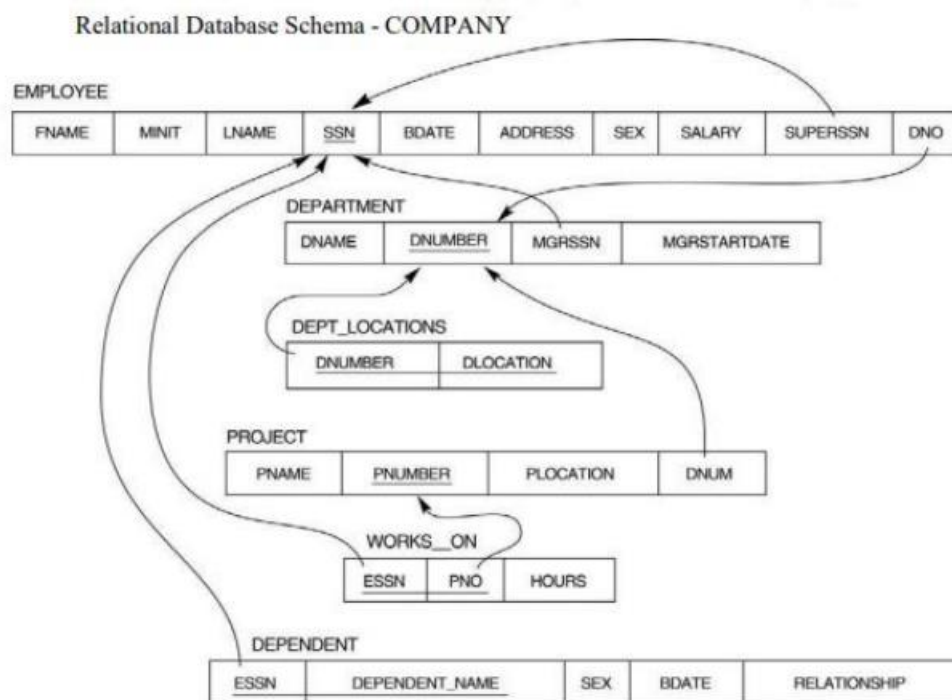 Relational Database Schema - COMPANY
EMPLOYEE
FNAME MINIT LNAME SSN BDATE ADDRESS SEX SALARY SUPERSSN DNO
DEPARTMENT
DNAME DNUMBER MGRSSN MGRSTARTDATE
DEPT_LOCATIONS
DNUMBER DLOCATION
PROJECT
PNAME PNUMBER PLOCATION DNUM
WORKS__ON
ESSN PNO HOURS
DEPENDENT
ESSN DEPENDENT_NAME SEX BDATE RELATIONSHIP